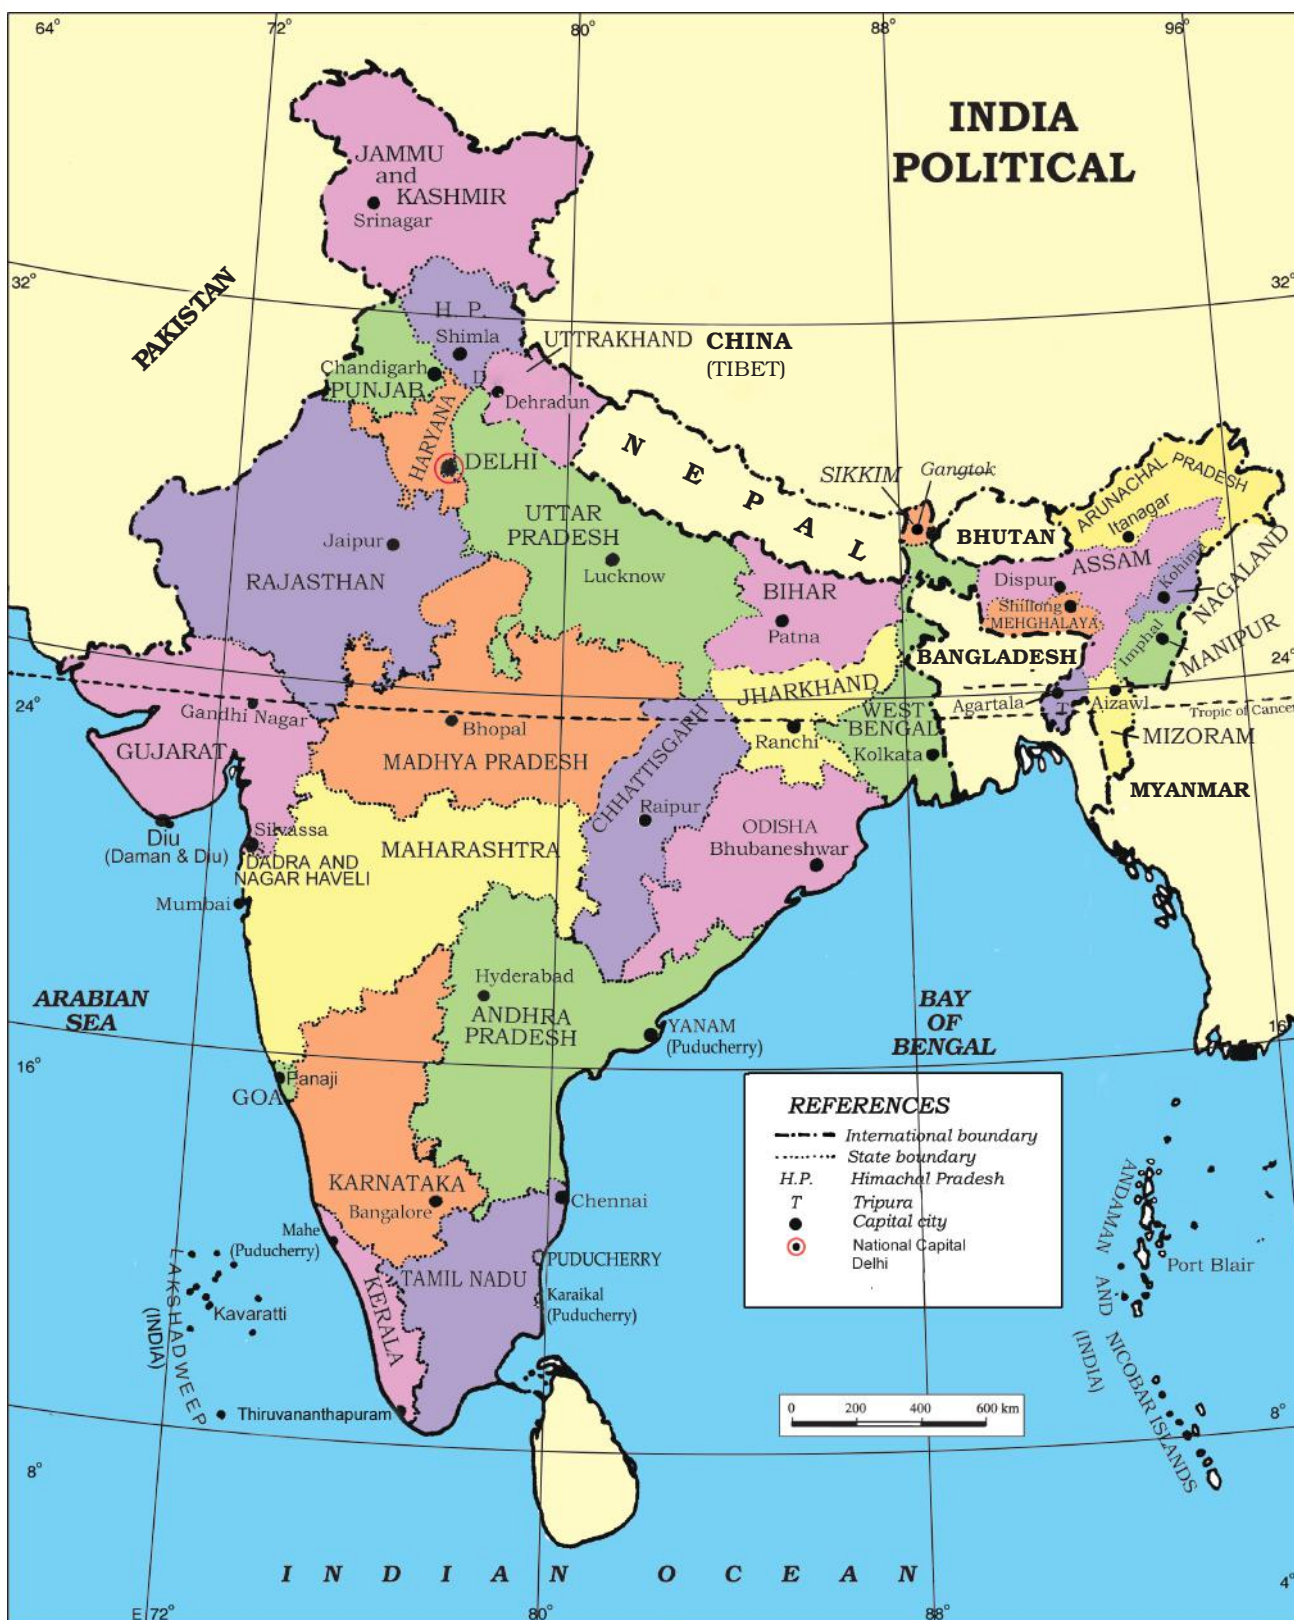 64°
72°
80°
88°
96°
INDIA
POLITICAL
JAMMU
and
KASHMIR
Srinagar
32°
32°
PAKISTAN
H. P.
Shimla
UTTRAKHAND
CHINA
(TIBET)
Chandigarh
PUNJAB
D
Dehradun
HARYANA
DELHI
NEPAL
SIKKIM
Gangtok
ARUNACHAL PRADESH
Itanagar
UTTAR
PRADESH
BHUTAN
Jaipur
RAJASTHAN
Lucknow
BIHAR
Patna
Dispur
ASSAM
Kohima
NAGALAND
Shillong
MEHGHALAYA
Imphal
MANIPUR
BANGLADESH
24°
24°
JHARKHAND
Agartala
T
Aizawl
Tropic of Cancer
Gandhi Nagar
Bhopal
WEST
BENGAL
Ranchi
Kolkata
MIZORAM
GUJARAT
MADHYA PRADESH
CHHATTISGARH
MYANMAR
Raipur
Diu
(Daman & Diu)
Silvassa
DADRA AND
NAGAR HAVELI
MAHARASHTRA
ODISHA
Bhubaneshwar
Mumbai
Hyderabad
ARABIAN
SEA
ANDHRA
PRADESH
YANAM
(Puducherry)
BAY
OF
BENGAL
16°
16°
Panaji
GOA
REFERENCES
International boundary
State boundary
H.P. Himachal Pradesh
T Tripura
Capital city
National Capital
Delhi
KARNATAKA
Bangalore
Chennai
Mahe
(Puducherry)
PUDUCHERRY
TAMIL NADU
Karaikal
(Puducherry)
KERALA
LAKSHADWEEP
(INDIA)
Kavaratti
Port Blair
ANDAMAN AND NICOBAR ISLANDS
(INDIA)
Thiruvananthapuram
0 200 400 600 km
8°
8°
INDIAN OCEAN
4°
E 72°
80°
88°